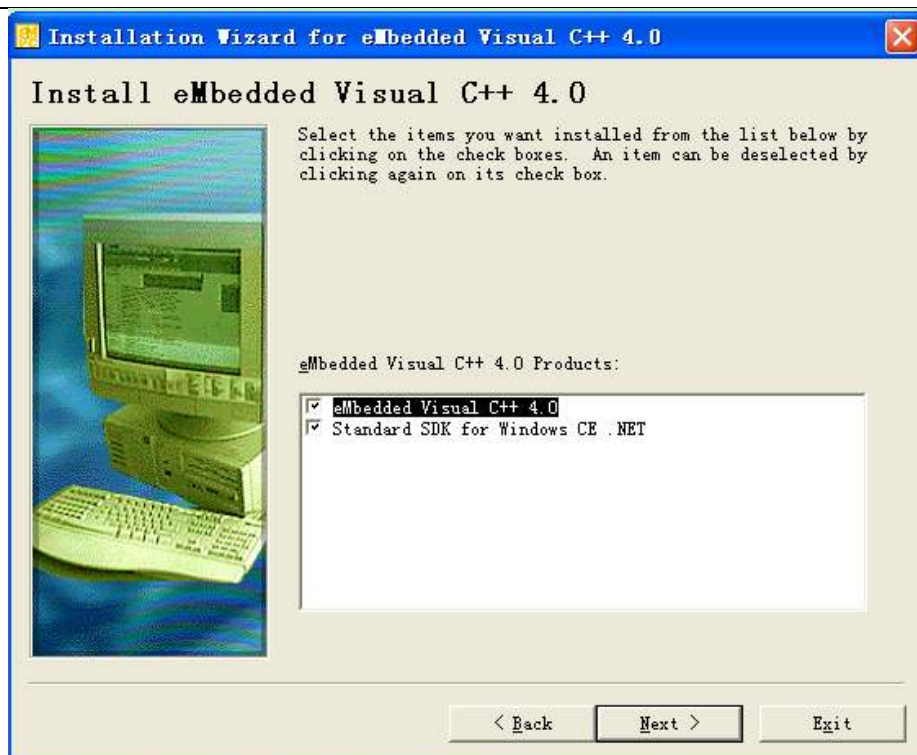 Installation Wizard for eMbedded Visual C++ 4.0
Install eMbedded Visual C++ 4.0
Select the items you want installed from the list below by
clicking on the check boxes.  An item can be deselected by
clicking again on its check box.
eMbedded Visual C++ 4.0 Products:
eMbedded Visual C++ 4.0
Standard SDK for Windows CE .NET
< Back
Next >
Exit